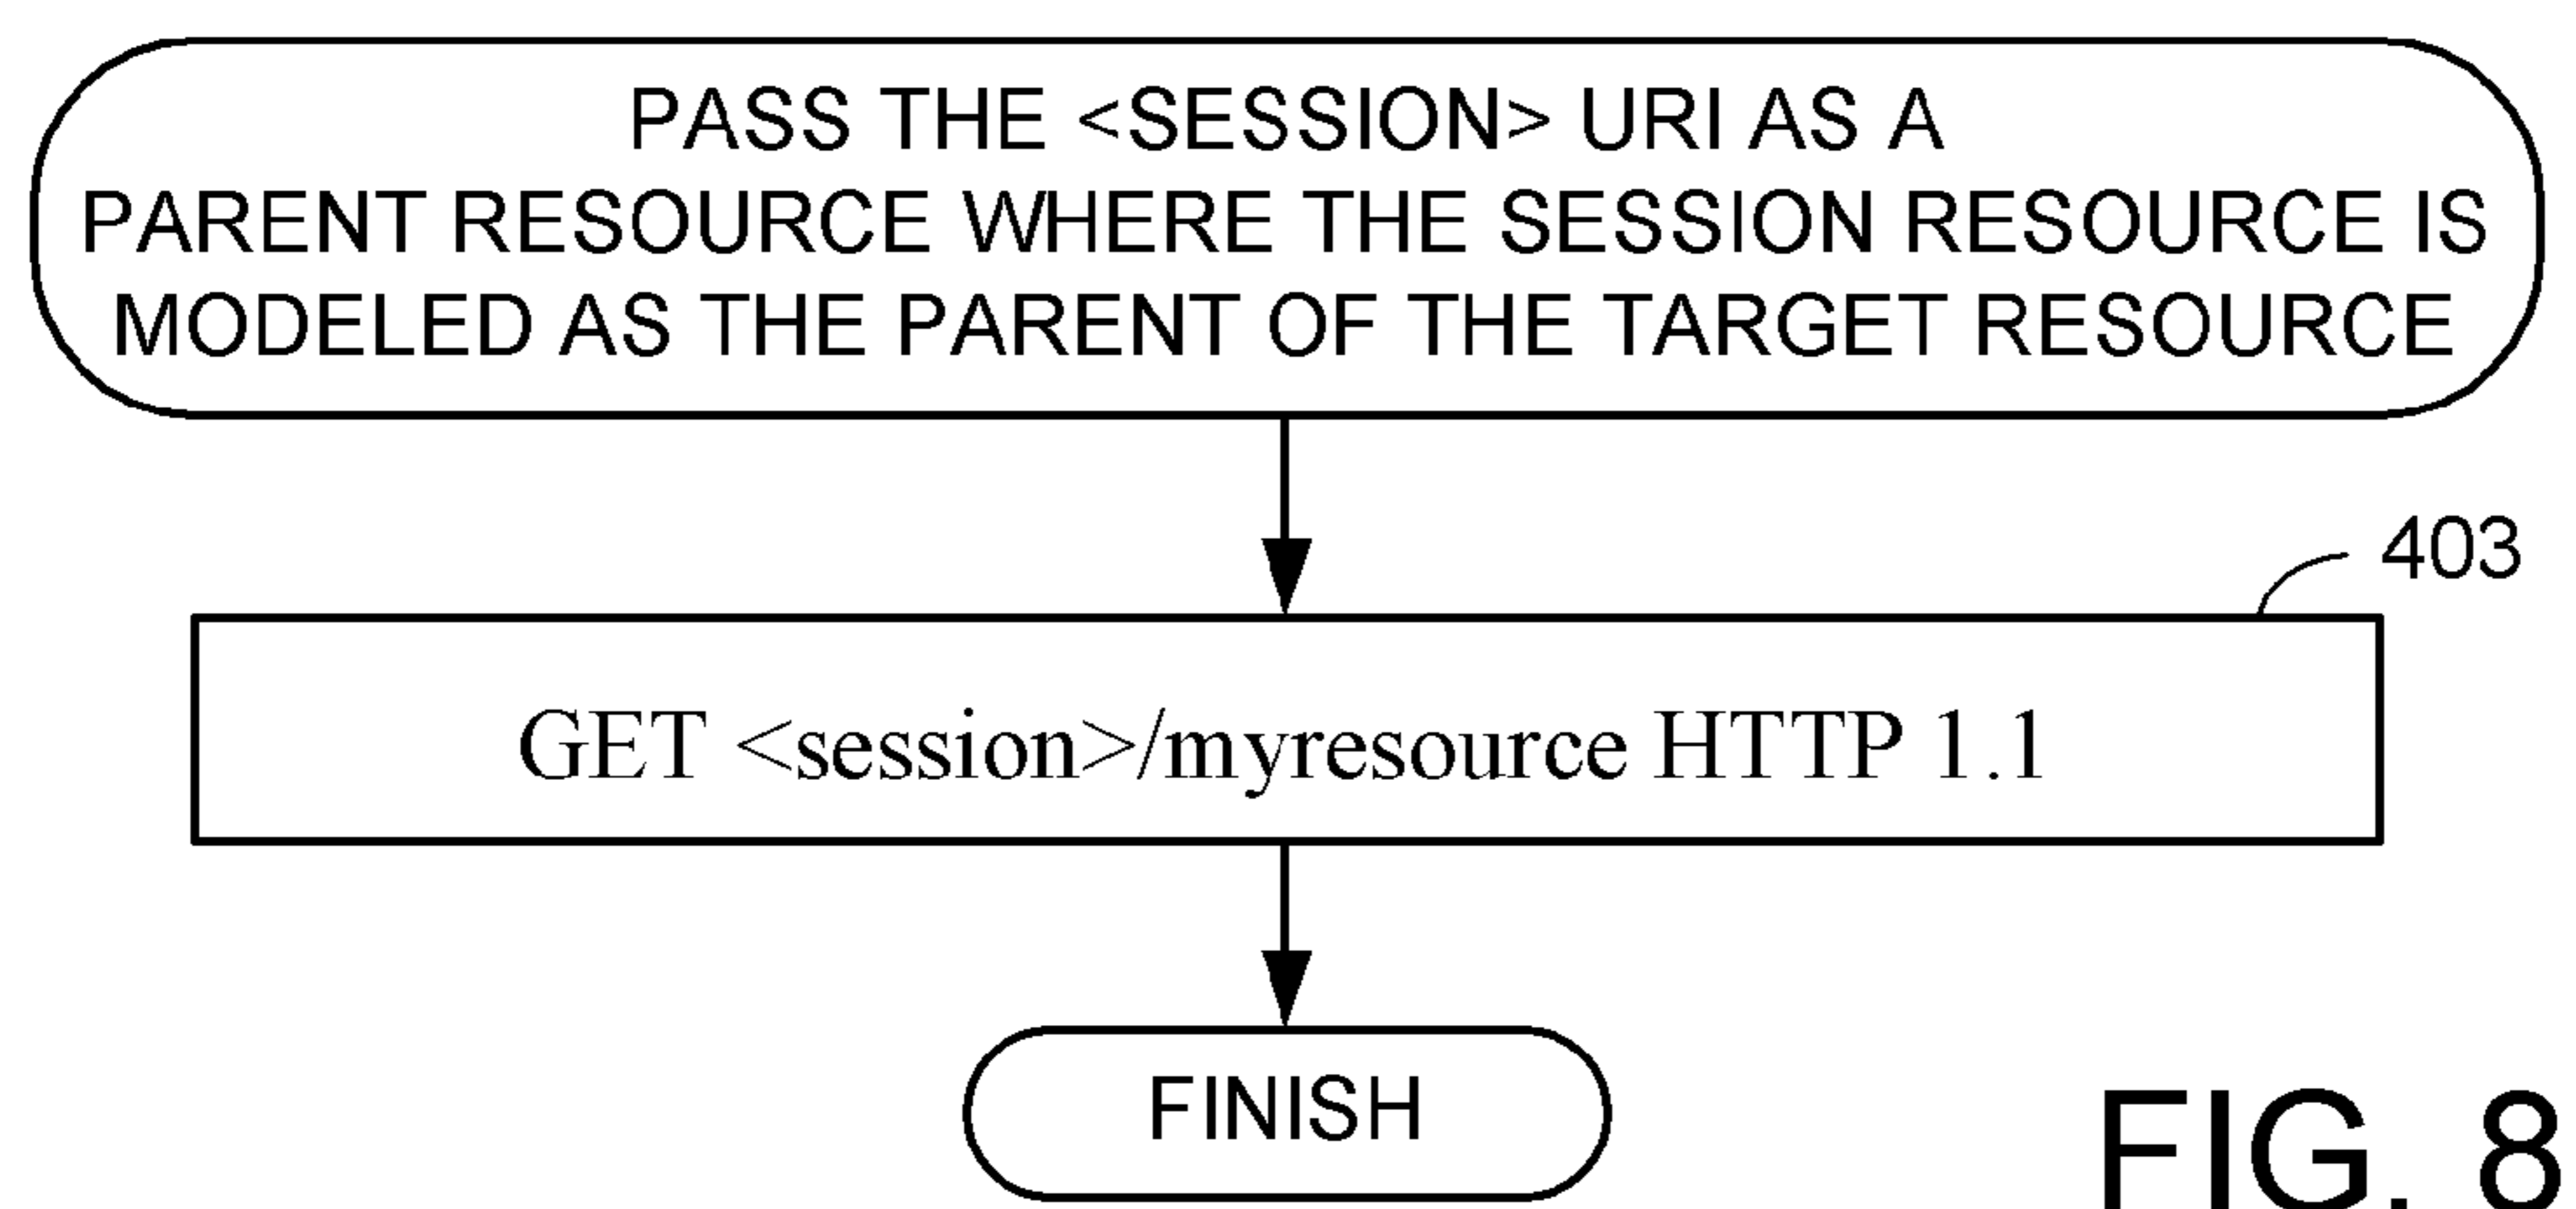 PASS THE <SESSION> URI AS A
PARENT RESOURCE WHERE THE SESSION RESOURCE IS
MODELED AS THE PARENT OF THE TARGET RESOURCE
403
GET <session>/myresource HTTP 1.1
FINISH
FIG. 8